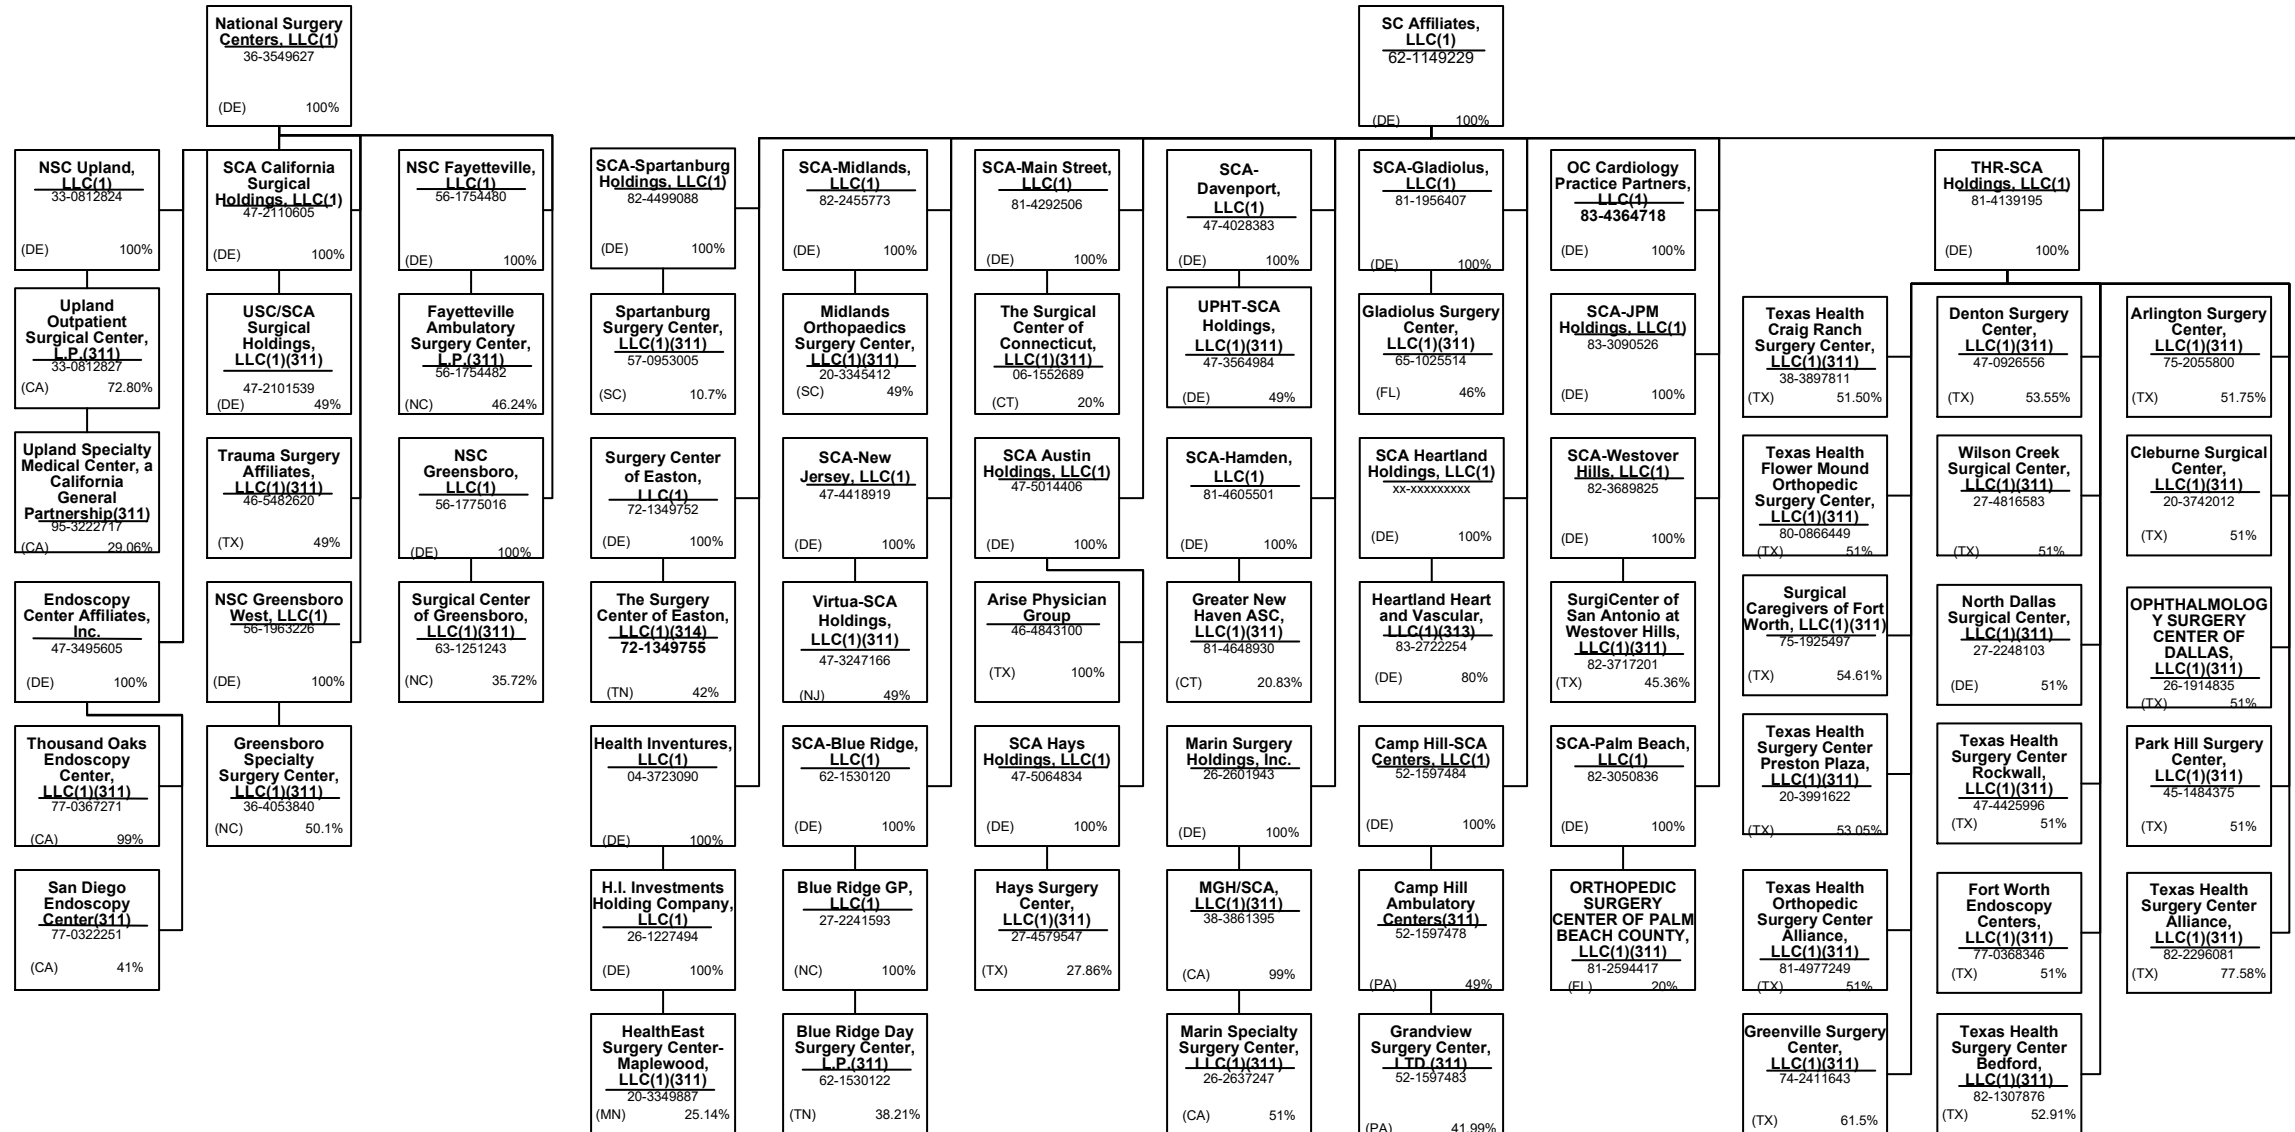 National Surgery
Centers, LLC(1)
36-3549627
(DE) 100%
SC Affiliates,
LLC(1)
62-1149229
(DE) 100%
NSC Upland,
LLC(1)
33-0812824
(DE) 100%
SCA California
Surgical
Holdings, LLC(1)
47-2110605
(DE) 100%
NSC Fayetteville,
LLC(1)
56-1754480
(DE) 100%
SCA-Spartanburg
Holdings, LLC(1)
82-4499088
(DE) 100%
SCA-Midlands,
LLC(1)
82-2455773
(DE) 100%
SCA-Main Street,
LLC(1)
81-4292506
(DE) 100%
SCA-
Davenport,
LLC(1)
47-4028383
(DE) 100%
SCA-Gladiolus,
LLC(1)
81-1956407
(DE) 100%
OC Cardiology
Practice Partners,
LLC(1)
83-4364718
(DE) 100%
THR-SCA
Holdings, LLC(1)
81-4139195
(DE) 100%
Upland
Outpatient
Surgical Center,
L.P.(311)
33-0812827
(CA) 72.80%
USC/SCA
Surgical
Holdings,
LLC(1)(311)
47-2101539
(DE) 49%
Fayetteville
Ambulatory
Surgery Center,
L.P.(311)
56-1754482
(NC) 46.24%
Spartanburg
Surgery Center,
LLC(1)(311)
57-0953005
(SC) 10.7%
Midlands
Orthopaedics
Surgery Center,
LLC(1)(311)
20-3345412
(SC) 49%
The Surgical
Center of
Connecticut,
LLC(1)(311)
06-1552689
(CT) 20%
UPHT-SCA
Holdings,
LLC(1)(311)
47-3564984
(DE) 49%
Gladiolus Surgery
Center,
LLC(1)(311)
65-1025514
(FL) 46%
SCA-JPM
Holdings, LLC(1)
83-3090526
(DE) 100%
Texas Health
Craig Ranch
Surgery Center,
LLC(1)(311)
38-3897811
(TX) 51.50%
Denton Surgery
Center,
LLC(1)(311)
47-0926556
(TX) 53.55%
Arlington Surgery
Center,
LLC(1)(311)
75-2055800
(TX) 51.75%
Upland Specialty
Medical Center, a
California
General
Partnership(311)
95-3222717
(CA) 29.06%
Trauma Surgery
Affiliates,
LLC(1)(311)
46-5482620
(TX) 49%
NSC
Greensboro,
LLC(1)
56-1775016
(DE) 100%
Surgery Center
of Easton,
LLC(1)
72-1349752
(DE) 100%
SCA-New
Jersey, LLC(1)
47-4418919
(DE) 100%
SCA Austin
Holdings, LLC(1)
47-5014406
(DE) 100%
SCA-Hamden,
LLC(1)
81-4605501
(DE) 100%
SCA Heartland
Holdings, LLC(1)
xx-xxxxxxxxx
(DE) 100%
SCA-Westover
Hills, LLC(1)
82-3689825
(DE) 100%
Texas Health
Flower Mound
Orthopedic
Surgery Center,
LLC(1)(311)
80-0866449
(TX) 51%
Wilson Creek
Surgical Center,
LLC(1)(311)
27-4816583
(TX) 51%
Cleburne Surgical
Center,
LLC(1)(311)
20-3742012
(TX) 51%
Endoscopy
Center Affiliates,
Inc.
47-3495605
(DE) 100%
NSC Greensboro
West, LLC(1)
56-1963226
(DE) 100%
Surgical Center
of Greensboro,
LLC(1)(311)
63-1251243
(NC) 35.72%
The Surgery
Center of Easton,
LLC(1)(314)
72-1349755
(TN) 42%
Virtua-SCA
Holdings,
LLC(1)(311)
47-3247166
(NJ) 49%
Arise Physician
Group
46-4843100
(TX) 100%
Greater New
Haven ASC,
LLC(1)(311)
81-4648930
(CT) 20.83%
Heartland Heart
and Vascular,
LLC(1)(313)
83-2722254
(DE) 80%
SurgiCenter of
San Antonio at
Westover Hills,
LLC(1)(311)
82-3717201
(TX) 45.36%
Surgical
Caregivers of Fort
Worth, LLC(1)(311)
75-1925497
(TX) 54.61%
North Dallas
Surgical Center,
LLC(1)(311)
27-2248103
(DE) 51%
OPHTHALMOLOG
Y SURGERY
CENTER OF
DALLAS,
LLC(1)(311)
26-1914835
(TX) 51%
Thousand Oaks
Endoscopy
Center,
LLC(1)(311)
77-0367271
(CA) 99%
Greensboro
Specialty
Surgery Center,
LLC(1)(311)
36-4053840
(NC) 50.1%
Health Inventures,
LLC(1)
04-3723090
(DE) 100%
SCA-Blue Ridge,
LLC(1)
62-1530120
(DE) 100%
SCA Hays
Holdings, LLC(1)
47-5064834
(DE) 100%
Marin Surgery
Holdings, Inc.
26-2601943
(DE) 100%
Camp Hill-SCA
Centers, LLC(1)
52-1597484
(DE) 100%
SCA-Palm Beach,
LLC(1)
82-3050836
(DE) 100%
Texas Health
Surgery Center
Preston Plaza,
LLC(1)(311)
20-3991622
(TX) 53.05%
Texas Health
Surgery Center
Rockwall,
LLC(1)(311)
47-4425996
(TX) 51%
Park Hill Surgery
Center,
LLC(1)(311)
45-1484375
(TX) 51%
San Diego
Endoscopy
Center(311)
77-0322251
(CA) 41%
H.I. Investments
Holding Company,
LLC(1)
26-1227494
(DE) 100%
Blue Ridge GP,
LLC(1)
27-2241593
(NC) 100%
Hays Surgery
Center,
LLC(1)(311)
27-4579547
(TX) 27.86%
MGH/SCA,
LLC(1)(311)
38-3861395
(CA) 99%
Camp Hill
Ambulatory
Centers(311)
52-1597478
(PA) 49%
ORTHOPEDIC
SURGERY
CENTER OF PALM
BEACH COUNTY,
LLC(1)(311)
81-2594417
(FL) 20%
Texas Health
Orthopedic
Surgery Center
Alliance,
LLC(1)(311)
81-4977249
(TX) 51%
Fort Worth
Endoscopy
Centers,
LLC(1)(311)
77-0368346
(TX) 51%
Texas Health
Surgery Center
Alliance,
LLC(1)(311)
82-2296081
(TX) 77.58%
HealthEast
Surgery Center-
Maplewood,
LLC(1)(311)
20-3349887
(MN) 25.14%
Blue Ridge Day
Surgery Center,
L.P.(311)
62-1530122
(TN) 38.21%
Marin Specialty
Surgery Center,
LLC(1)(311)
26-2637247
(CA) 51%
Grandview
Surgery Center,
LTD.(311)
52-1597483
(PA) 41.99%
Greenville Surgery
Center,
LLC(1)(311)
74-2411643
(TX) 61.5%
Texas Health
Surgery Center
Bedford,
LLC(1)(311)
82-1307876
(TX) 52.91%